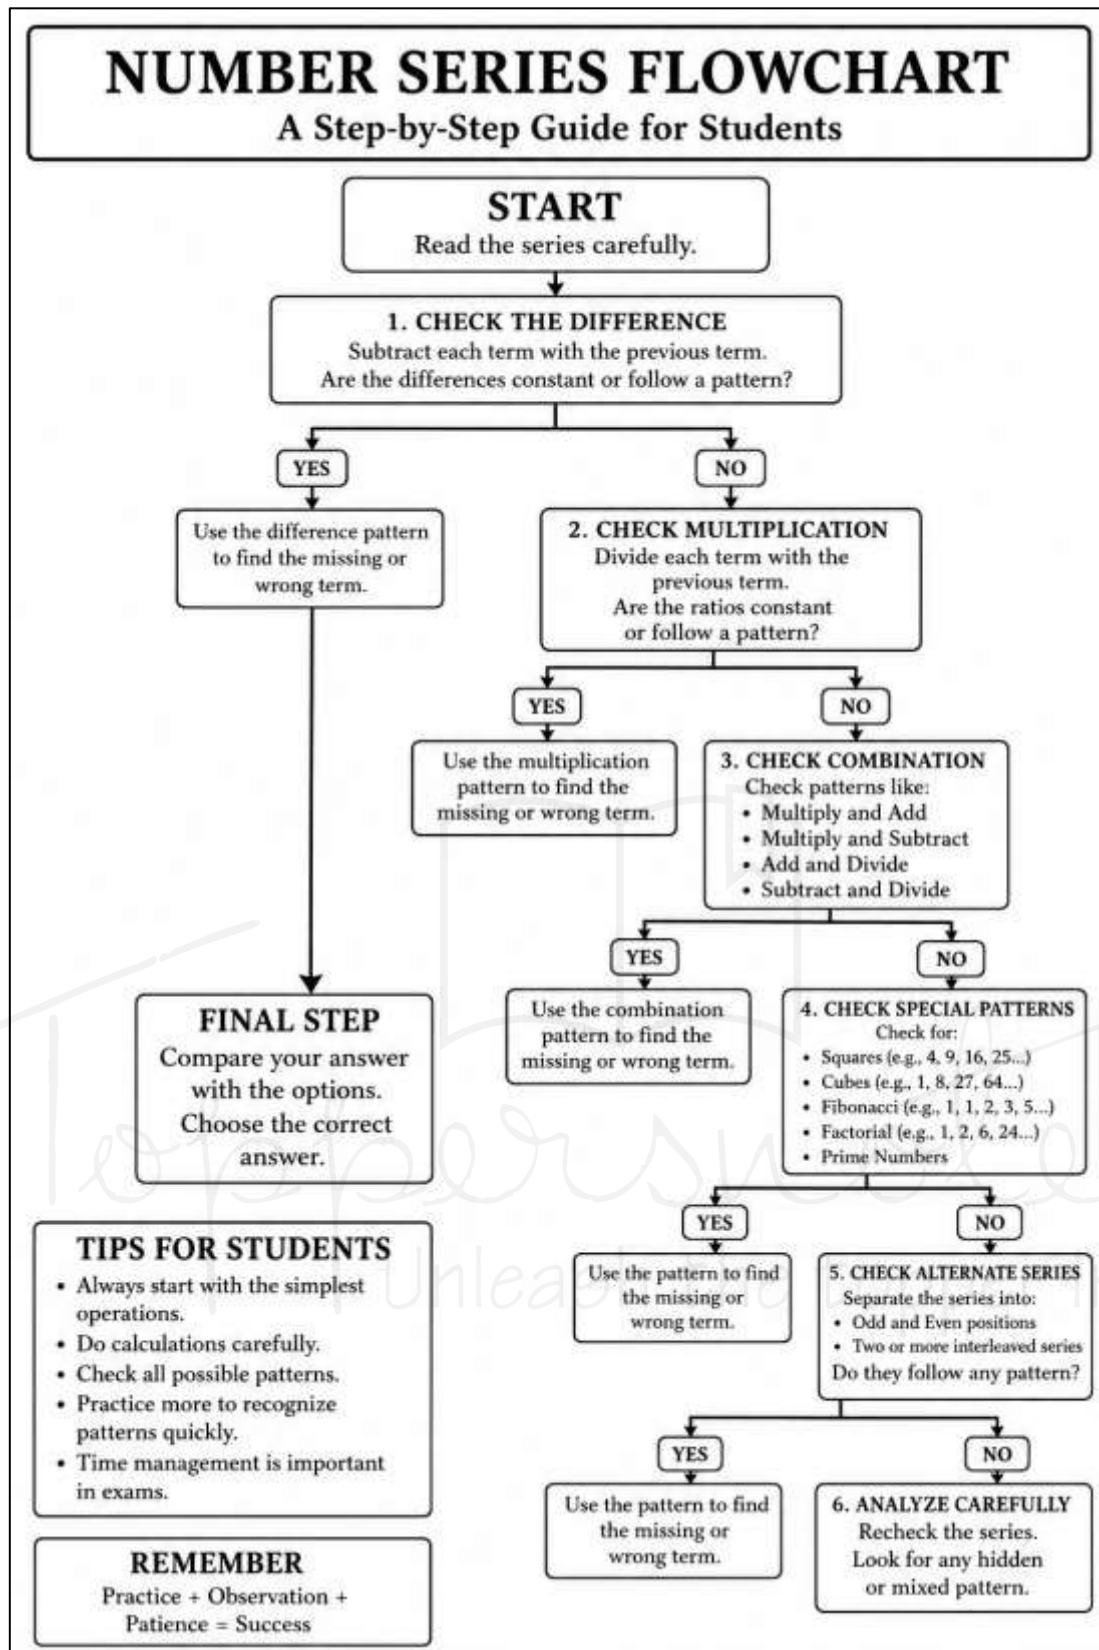 NUMBER SERIES FLOWCHART
A Step-by-Step Guide for Students
START
Read the series carefully.
1. CHECK THE DIFFERENCE
Subtract each term with the previous term.
Are the differences constant or follow a pattern?
YES
NO
Use the difference pattern
to find the missing or
wrong term.
2. CHECK MULTIPLICATION
Divide each term with the
previous term.
Are the ratios constant
or follow a pattern?
YES
NO
Use the multiplication
pattern to find the
missing or wrong term.
3. CHECK COMBINATION
Check patterns like:
• Multiply and Add
• Multiply and Subtract
• Add and Divide
• Subtract and Divide
YES
NO
Use the combination
pattern to find the
missing or wrong term.
4. CHECK SPECIAL PATTERNS
Check for:
• Squares (e.g., 4, 9, 16, 25...)
• Cubes (e.g., 1, 8, 27, 64...)
• Fibonacci (e.g., 1, 1, 2, 3, 5...)
• Factorial (e.g., 1, 2, 6, 24...)
• Prime Numbers
YES
NO
Use the pattern to find
the missing or
wrong term.
5. CHECK ALTERNATE SERIES
Separate the series into:
• Odd and Even positions
• Two or more interleaved series
Do they follow any pattern?
YES
NO
Use the pattern to find
the missing or
wrong term.
6. ANALYZE CAREFULLY
Recheck the series.
Look for any hidden
or mixed pattern.
FINAL STEP
Compare your answer
with the options.
Choose the correct
answer.
TIPS FOR STUDENTS
• Always start with the simplest
operations.
• Do calculations carefully.
• Check all possible patterns.
• Practice more to recognize
patterns quickly.
• Time management is important
in exams.
REMEMBER
Practice + Observation +
Patience = Success
Toppersnote
Unleash